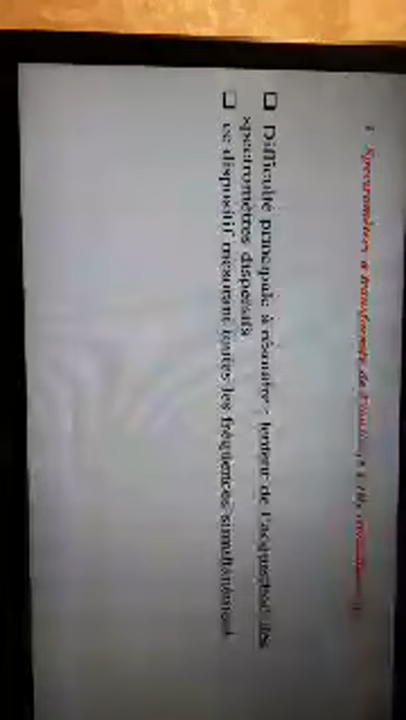 Spectromètres à transformée de Fourier
❑ Difficulté principale à résoudre : lenteur de l'acquisition des
spectromètres dispersifs
❑ ce dispositif mesurant toutes les fréquences simultanément